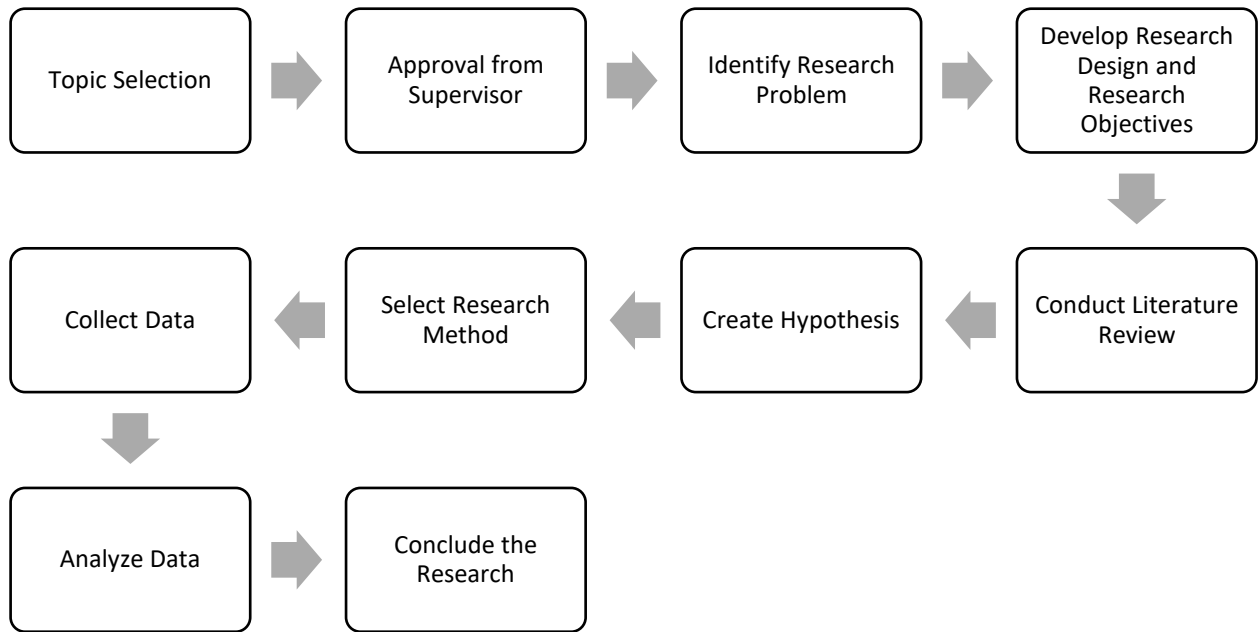 Topic Selection
Approval from
Supervisor
Identify Research
Problem
Develop Research
Design and
Research
Objectives
Conduct Literature
Review
Create Hypothesis
Select Research
Method
Collect Data
Analyze Data
Conclude the
Research